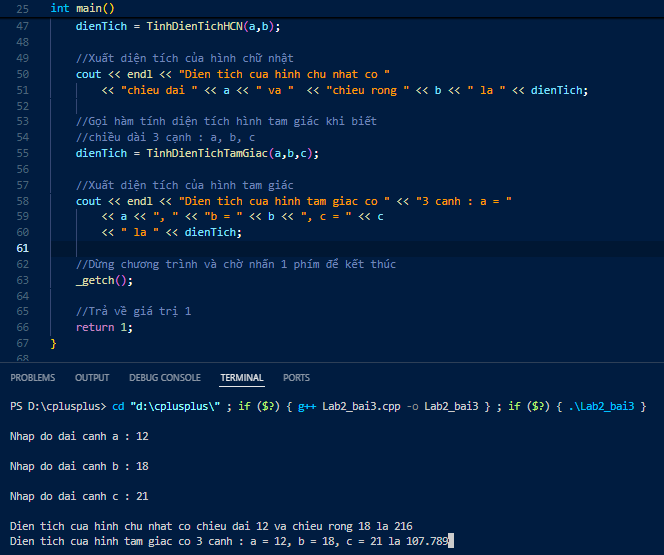 25 int main()
47 dienTich = TinhDienTichHCN(a,b);
48
49 //Xuất diện tích của hình chữ nhật
50 cout << endl << "Dien tich cua hinh chu nhat co "
51 << "chieu dai " << a << " va "  << "chieu rong " << b << " la " << dienTich;
52
53 //Gọi hàm tính diện tích hình tam giác khi biết
54 //chiều dài 3 cạnh : a, b, c
55 dienTich = TinhDienTichTamGiac(a,b,c);
56
57 //Xuất diện tích của hình tam giác
58 cout << endl << "Dien tich cua hinh tam giac co " << "3 canh : a = "
59 << a << ", " << "b = " << b << ", c = " << c
60 << " la " << dienTich;
61
62 //Dừng chương trình và chờ nhấn 1 phím để kết thúc
63 _getch();
64
65 //Trả về giá trị 1
66 return 1;
67 }
68
PROBLEMS OUTPUT DEBUG CONSOLE TERMINAL PORTS
PS D:\cplusplus> cd "d:\cplusplus\" ; if ($?) { g++ Lab2_bai3.cpp -o Lab2_bai3 } ; if ($?) { .\Lab2_bai3 }
Nhap do dai canh a : 12
Nhap do dai canh b : 18
Nhap do dai canh c : 21
Dien tich cua hinh chu nhat co chieu dai 12 va chieu rong 18 la 216
Dien tich cua hinh tam giac co 3 canh : a = 12, b = 18, c = 21 la 107.789